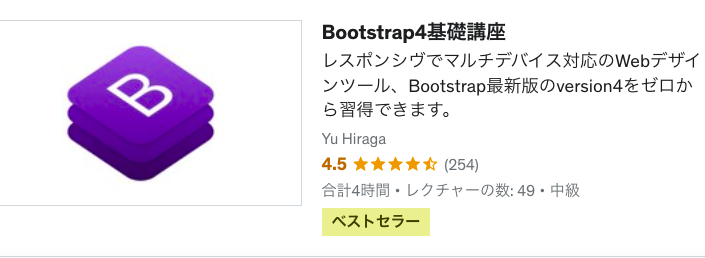 B
Bootstrap4基礎講座
レスポンシヴでマルチデバイス対応のWebデザイ
ンツール、Bootstrap最新版のversion4をゼロか
ら習得できます。
Yu Hiraga
4.5 (254)
合計4時間・レクチャーの数: 49・中級
ベストセラー